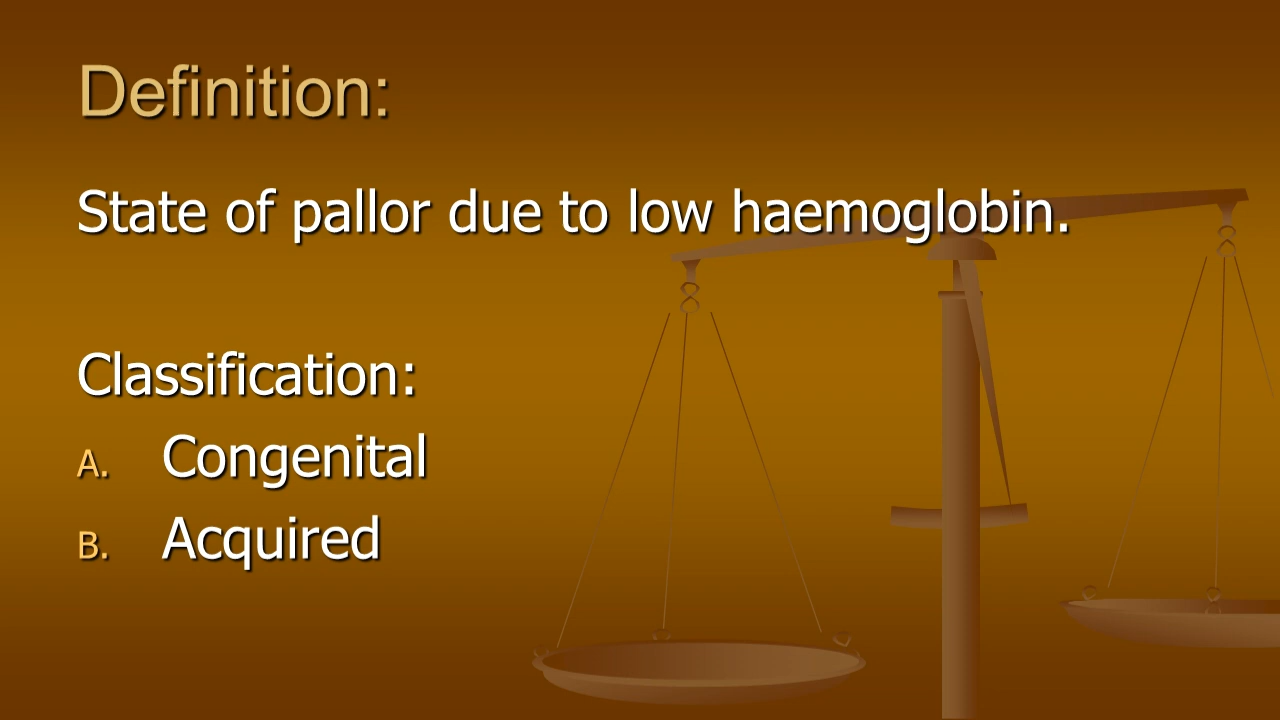 Definition:
State of pallor due to low haemoglobin.
Classification:
A. Congenital
B. Acquired